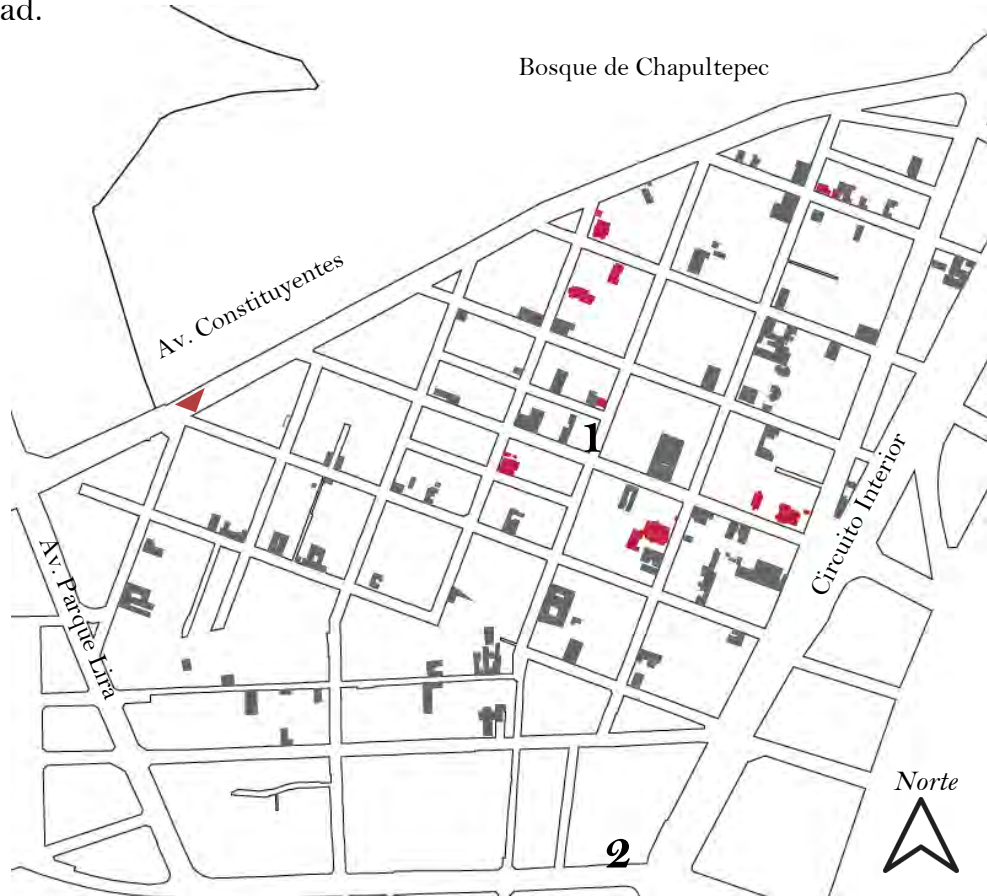 ad.
Bosque de Chapultepec
Av. Constituyentes
1
Circuito Interior
Av. Parque Lira
Norte
2